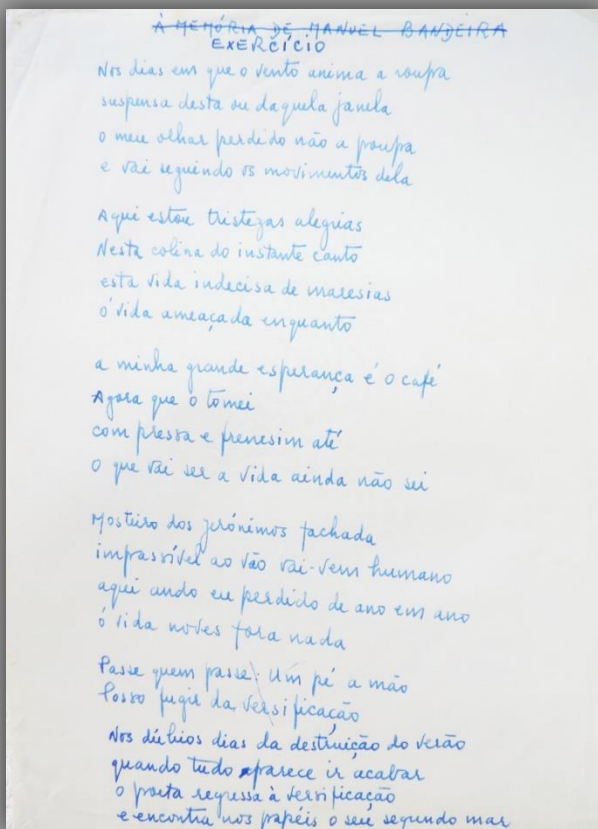 À MEMÓRIA DE MANUEL BANDEIRA
EXERCÍCIO
Nos dias em que o vento anima a roupa
suspensa desta ou daquela janela
o meu olhar perdido não a poupa
e vai seguindo os movimentos dela
Aqui estou tristezas alegrias
Nesta colina do instante canto
esta vida indecisa de maresias
ó vida ameaçada enquanto
a minha grande esperança é o café
Agora que o tomei
com pressa e frenesim até
O que vai ser a vida ainda não sei
Mosteiro dos jerónimos fachada
impassível ao vão vai-vem humano
aqui ando eu perdido de ano em ano
ó vida noves fora nada
Passe quem passe. Um pé a mão
Posso fugir da versificação
Nos dúbios dias da destruição do verão
quando tudo parece ir acabar
o poeta regressa à versificação
e encontra nos papéis o seu segundo mar